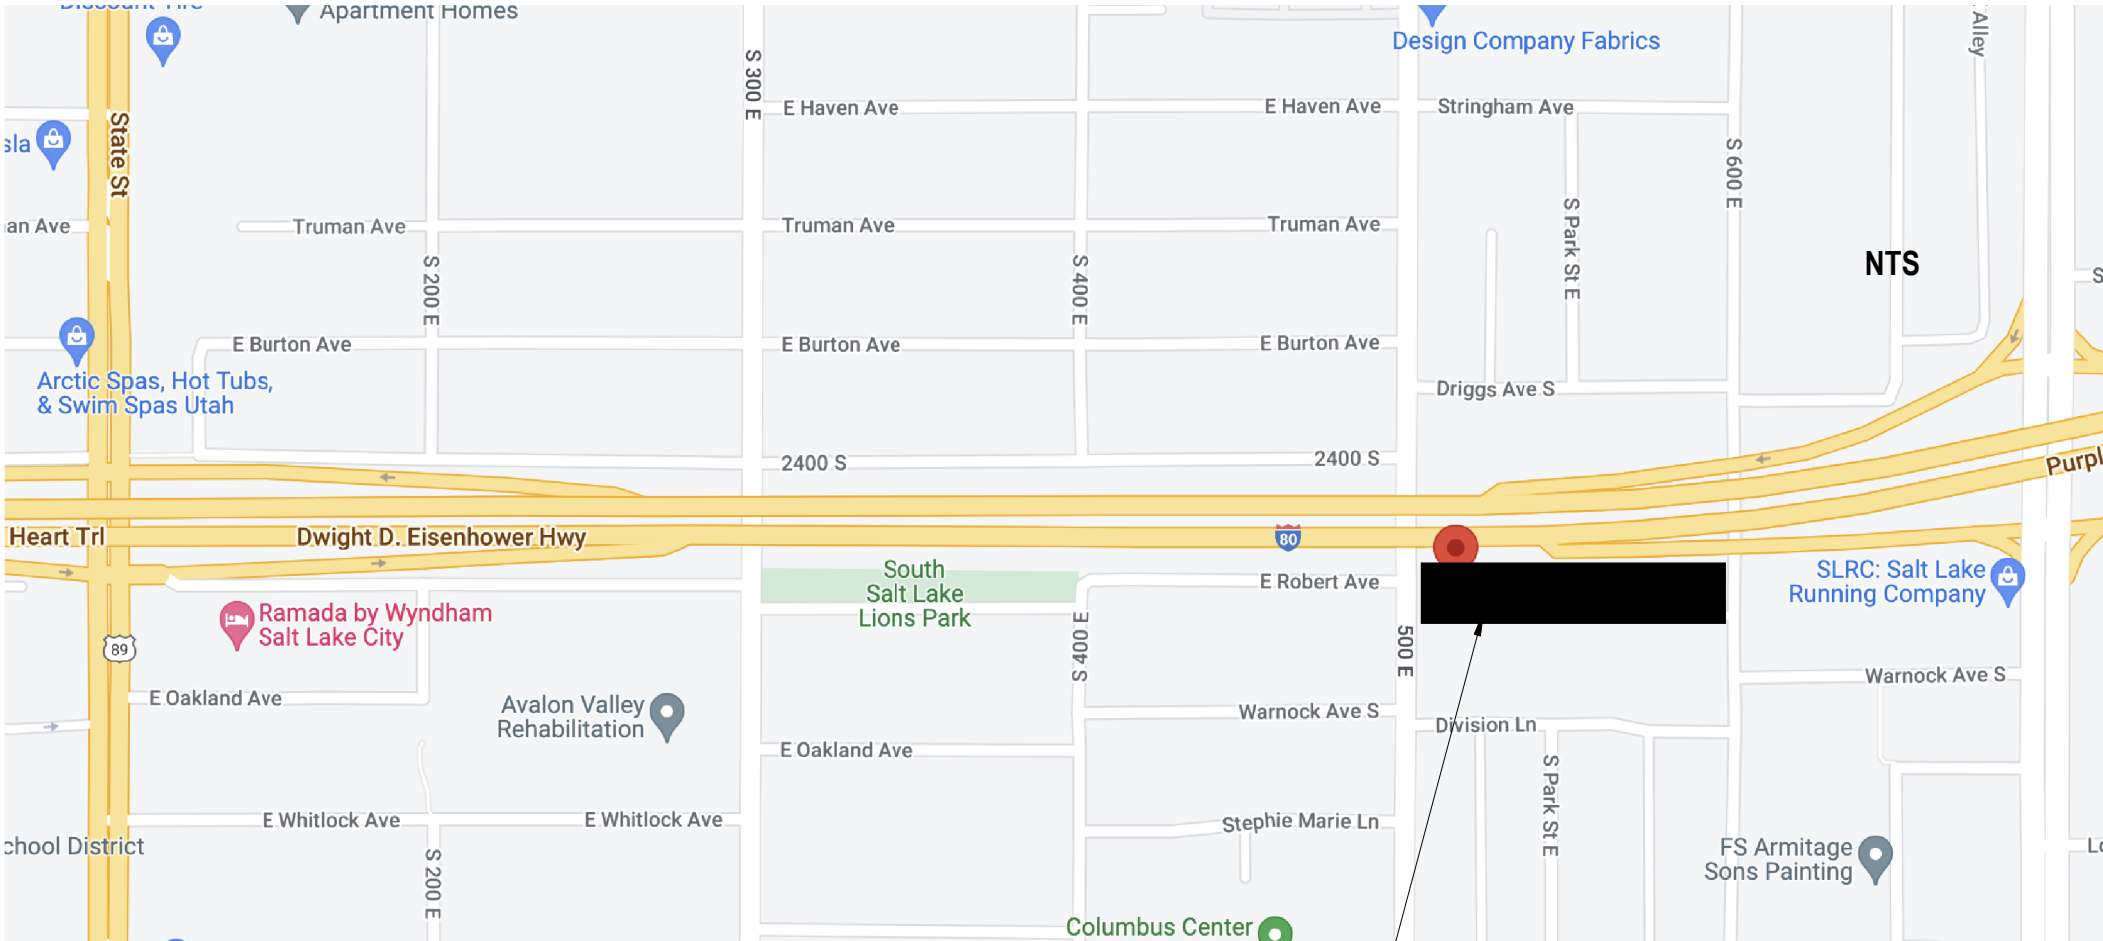 Discount Tire
Apartment Homes
Design Company Fabrics
Alley
S 300 E
E Haven Ave
E Haven Ave
Stringham Ave
State St
sla
S 600 E
an Ave
Truman Ave
Truman Ave
Truman Ave
S Park St E
NTS
S 200 E
S 400 E
S
E Burton Ave
E Burton Ave
E Burton Ave
Arctic Spas, Hot Tubs,
& Swim Spas Utah
Driggs Ave S
2400 S
2400 S
Purpl
Heart Trl
Dwight D. Eisenhower Hwy
80
South
Salt Lake
Lions Park
E Robert Ave
SLRC: Salt Lake
Running Company
Ramada by Wyndham
Salt Lake City
89
S 400 E
500 E
E Oakland Ave
Avalon Valley
Rehabilitation
Warnock Ave S
Warnock Ave S
Division Ln
E Oakland Ave
S Park St E
E Whitlock Ave
E Whitlock Ave
Stephie Marie Ln
chool District
S 200 E
FS Armitage
Sons Painting
Lo
Columbus Center